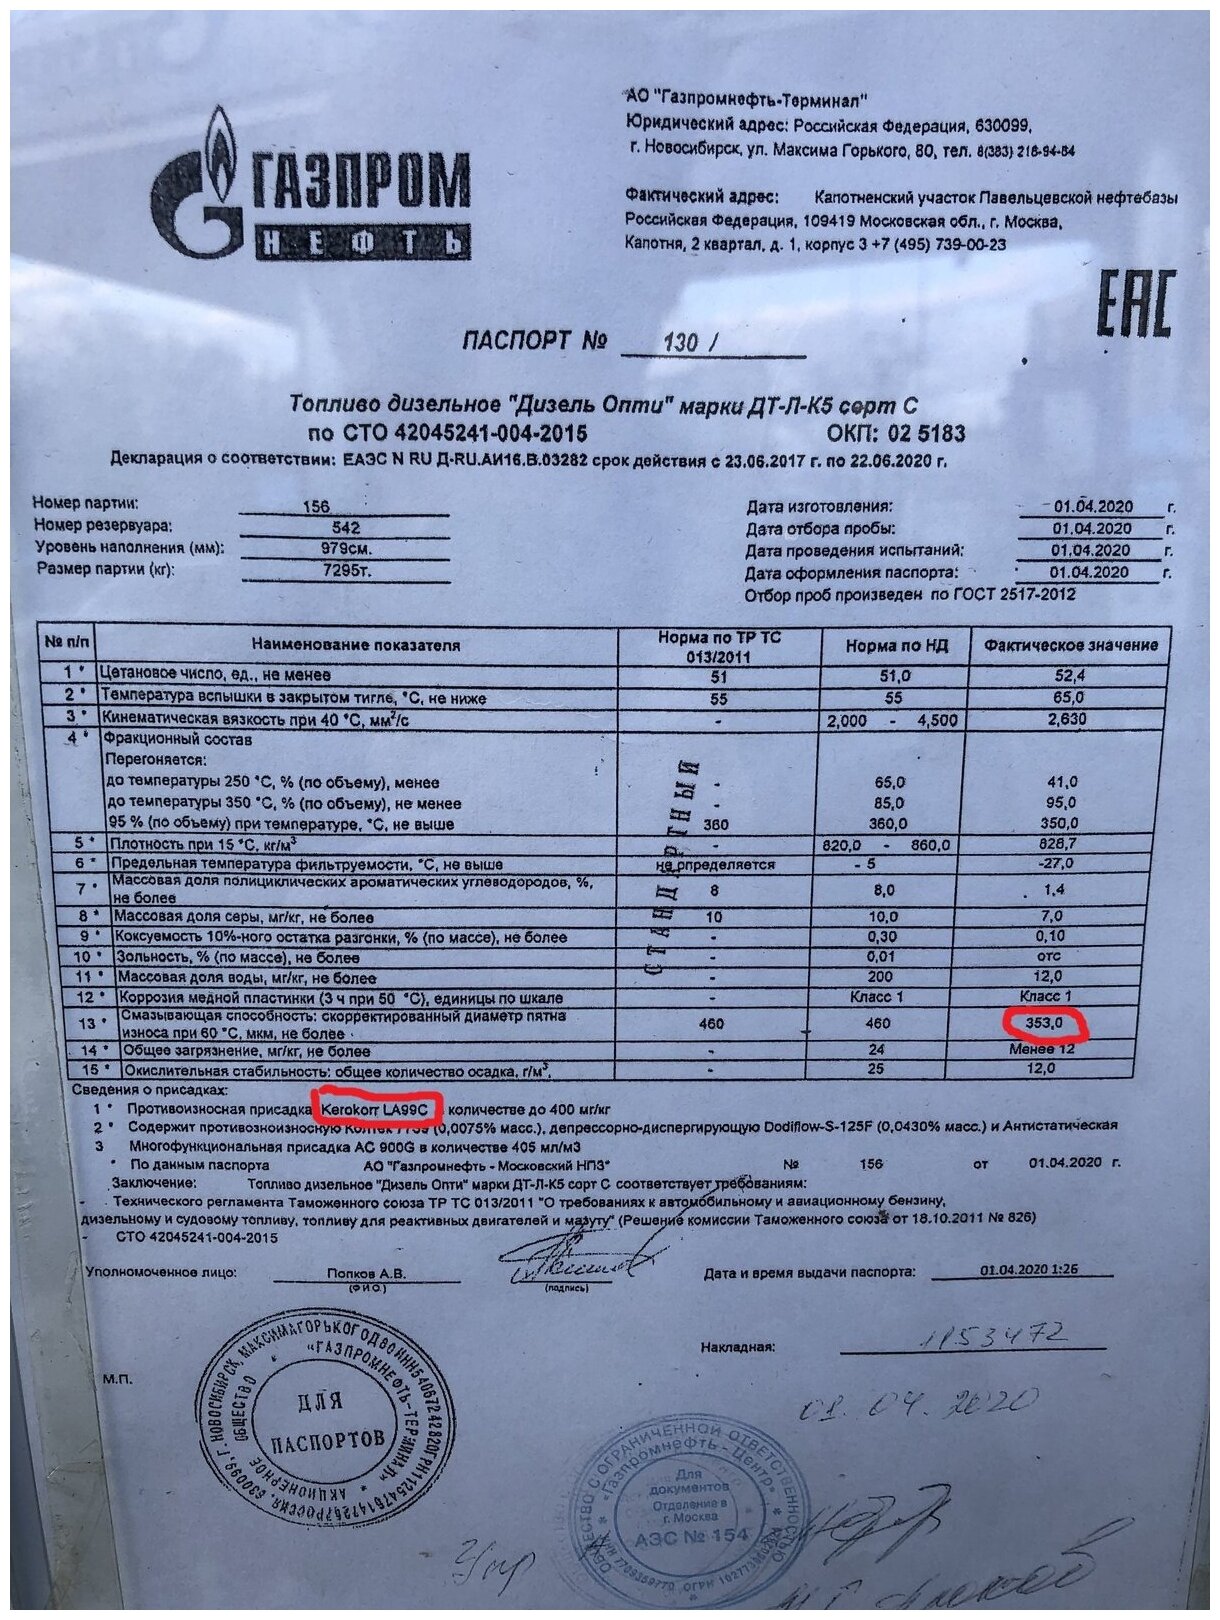 ГАЗПРОМ
НЕФТЬ
АО "Газпромнефть-Терминал"
Юридический адрес: Российская Федерация, 630099,
г. Новосибирск, ул. Максима Горького, 80, тел. 8(383) 218-94-64
Фактический адрес: Капотненский участок Павельцевской нефтебазы
Российская Федерация, 109419 Московская обл., г. Москва,
Капотня, 2 квартал, д. 1, корпус 3 +7 (495) 739-00-23
EAC
ПАСПОРТ № 130 /
Топливо дизельное "Дизель Опти" марки ДТ-Л-К5 сорт С
по СТО 42045241-004-2015 ОКП: 02 5183
Декларация о соответствии: ЕАЭС N RU Д-RU.АИ16.В.03282 срок действия с 23.06.2017 г. по 22.06.2020 г.
Номер партии: 156
Номер резервуара: 542
Уровень наполнения (мм): 979см.
Размер партии (кг): 7295т.
Дата изготовления: 01.04.2020 г.
Дата отбора пробы: 01.04.2020 г.
Дата проведения испытаний: 01.04.2020 г.
Дата оформления паспорта: 01.04.2020 г.
Отбор проб произведен по ГОСТ 2517-2012
№ п/п Наименование показателя Норма по ТР ТС 013/2011 Норма по НД Фактическое значение
1 * Цетановое число, ед., не менее 51 51,0 52,4
2 * Температура вспышки в закрытом тигле, °С, не ниже 55 55 65,0
3 * Кинематическая вязкость при 40 °С, мм²/с - 2,000 - 4,500 2,630
4 * Фракционный состав
Перегоняется:
до температуры 250 °С, % (по объему), менее - 65,0 41,0
до температуры 350 °С, % (по объему), не менее - 85,0 95,0
95 % (по объему) при температуре, °С, не выше 360 360,0 350,0
5 * Плотность при 15 °С, кг/м³ - 820,0 - 860,0 828,7
6 * Предельная температура фильтруемости, °С, не выше не определяется - 5 -27,0
7 * Массовая доля полициклических ароматических углеводородов, %, не более 8 8,0 1,4
8 * Массовая доля серы, мг/кг, не более 10 10,0 7,0
9 * Коксуемость 10%-ного остатка разгонки, % (по массе), не более - 0,30 0,10
10 * Зольность, % (по массе), не более - 0,01 отс
11 * Массовая доля воды, мг/кг, не более - 200 12,0
12 * Коррозия медной пластинки (3 ч при 50 °С), единицы по шкале - Класс 1 Класс 1
13 * Смазывающая способность: скорректированный диаметр пятна износа при 60 °С, мкм, не более 460 460 353,0
14 * Общее загрязнение, мг/кг, не более - 24 Менее 12
15 * Окислительная стабильность: общее количество осадка, г/м³, - 25 12,0
СТАНДАРТНЫЙ
Сведения о присадках:
1 * Противоизносная присадка Kerokorr LA99C количестве до 400 мг/кг
2 * Содержит противозноизносную (0,0075% масс.), депрессорно-диспергирующую Dodiflow-S-125F (0,0430% масс.) и Антистатическая
3 Многофункциональная присадка АС 900G в количестве 405 мл/м3
* По данным паспорта АО "Газпромнефть - Московский НПЗ" № 156 от 01.04.2020 г.
Заключение: Топливо дизельное "Дизель Опти" марки ДТ-Л-К5 сорт С соответствует требованиям:
- Технического регламента Таможенного союза ТР ТС 013/2011 "О требованиях к автомобильному и авиационному бензину,
дизельному и судовому топливу, топливу для реактивных двигателей и мазуту" (Решение комиссии Таможенного союза от 18.10.2011 № 826)
- СТО 42045241-004-2015
Уполномоченное лицо: Попков А.В. Дата и время выдачи паспорта: 01.04.2020 1:26
(Ф.И.О.) (подпись)
Накладная: 1153472
М.П.
01.04.2020
ДЛЯ
ПАСПОРТОВ
АКЦИОНЕРНОЕ ОБЩЕСТВО «ГАЗПРОМНЕФТЬ-ТЕРМИНАЛ»
ОБЩЕСТВО С ОГРАНИЧЕННОЙ ОТВЕТСТВЕННОСТЬЮ
«Газпромнефть - Центр»
Для
документов
Отделение в
г. Москва
АЗС № 154